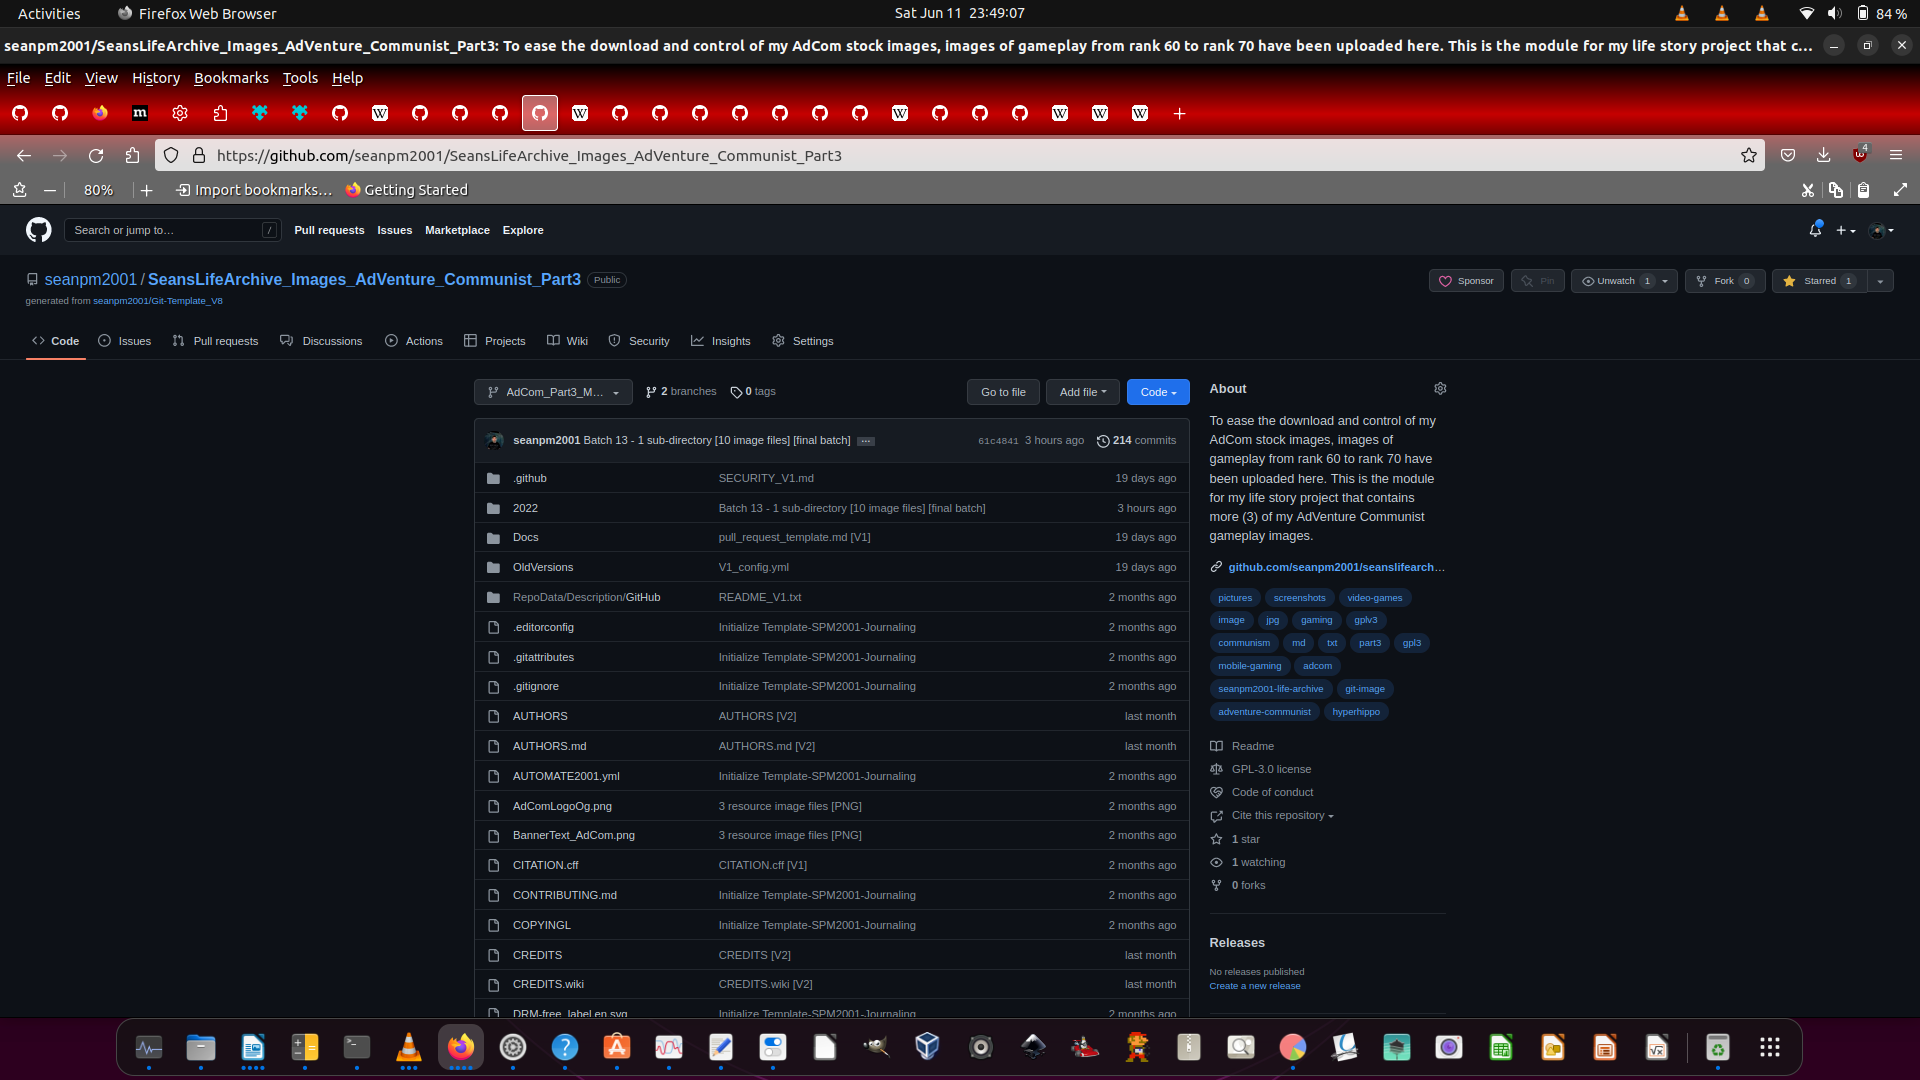 Activities
Firefox Web Browser
Sat Jun 11 23:49:07
84 %
seanpm2001/SeansLifeArchive_Images_AdVenture_Communist_Part3: To ease the download and control of my AdCom stock images, images of gameplay from rank 60 to rank 70 have been uploaded here. This is the module for my life story project that c...
File Edit View History Bookmarks Tools Help
https://github.com/seanpm2001/SeansLifeArchive_Images_AdVenture_Communist_Part3
4
80%
Import bookmarks...
Getting Started
Search or jump to...
/
Pull requests
Issues
Marketplace
Explore
seanpm2001 / SeansLifeArchive_Images_AdVenture_Communist_Part3
Public
Sponsor
Pin
Unwatch 1
Fork 0
Starred 1
generated from seanpm2001/Git-Template_V8
Code
Issues
Pull requests
Discussions
Actions
Projects
Wiki
Security
Insights
Settings
AdCom_Part3_M...
2 branches
0 tags
Go to file
Add file
Code
seanpm2001 Batch 13 - 1 sub-directory [10 image files] [final batch] ...
61c4841 3 hours ago
214 commits
.github SECURITY_V1.md 19 days ago
2022 Batch 13 - 1 sub-directory [10 image files] [final batch] 3 hours ago
Docs pull_request_template.md [V1] 19 days ago
OldVersions V1_config.yml 19 days ago
RepoData/Description/GitHub README_V1.txt 2 months ago
.editorconfig Initialize Template-SPM2001-Journaling 2 months ago
.gitattributes Initialize Template-SPM2001-Journaling 2 months ago
.gitignore Initialize Template-SPM2001-Journaling 2 months ago
AUTHORS AUTHORS [V2] last month
AUTHORS.md AUTHORS.md [V2] last month
AUTOMATE2001.yml Initialize Template-SPM2001-Journaling 2 months ago
AdComLogoOg.png 3 resource image files [PNG] 2 months ago
BannerText_AdCom.png 3 resource image files [PNG] 2 months ago
CITATION.cff CITATION.cff [V1] 2 months ago
CONTRIBUTING.md Initialize Template-SPM2001-Journaling 2 months ago
COPYINGL Initialize Template-SPM2001-Journaling 2 months ago
CREDITS CREDITS [V2] last month
CREDITS.wiki CREDITS.wiki [V2] last month
DRM-free_label.en.svg Initialize Template-SPM2001-Journaling 2 months ago
About
To ease the download and control of my
AdCom stock images, images of
gameplay from rank 60 to rank 70 have
been uploaded here. This is the module
for my life story project that contains
more (3) of my AdVenture Communist
gameplay images.
github.com/seanpm2001/seanslifearch...
pictures screenshots video-games
image jpg gaming gplv3
communism md txt part3 gpl3
mobile-gaming adcom
seanpm2001-life-archive git-image
adventure-communist hyperhippo
Readme
GPL-3.0 license
Code of conduct
Cite this repository
1 star
1 watching
0 forks
Releases
No releases published
Create a new release